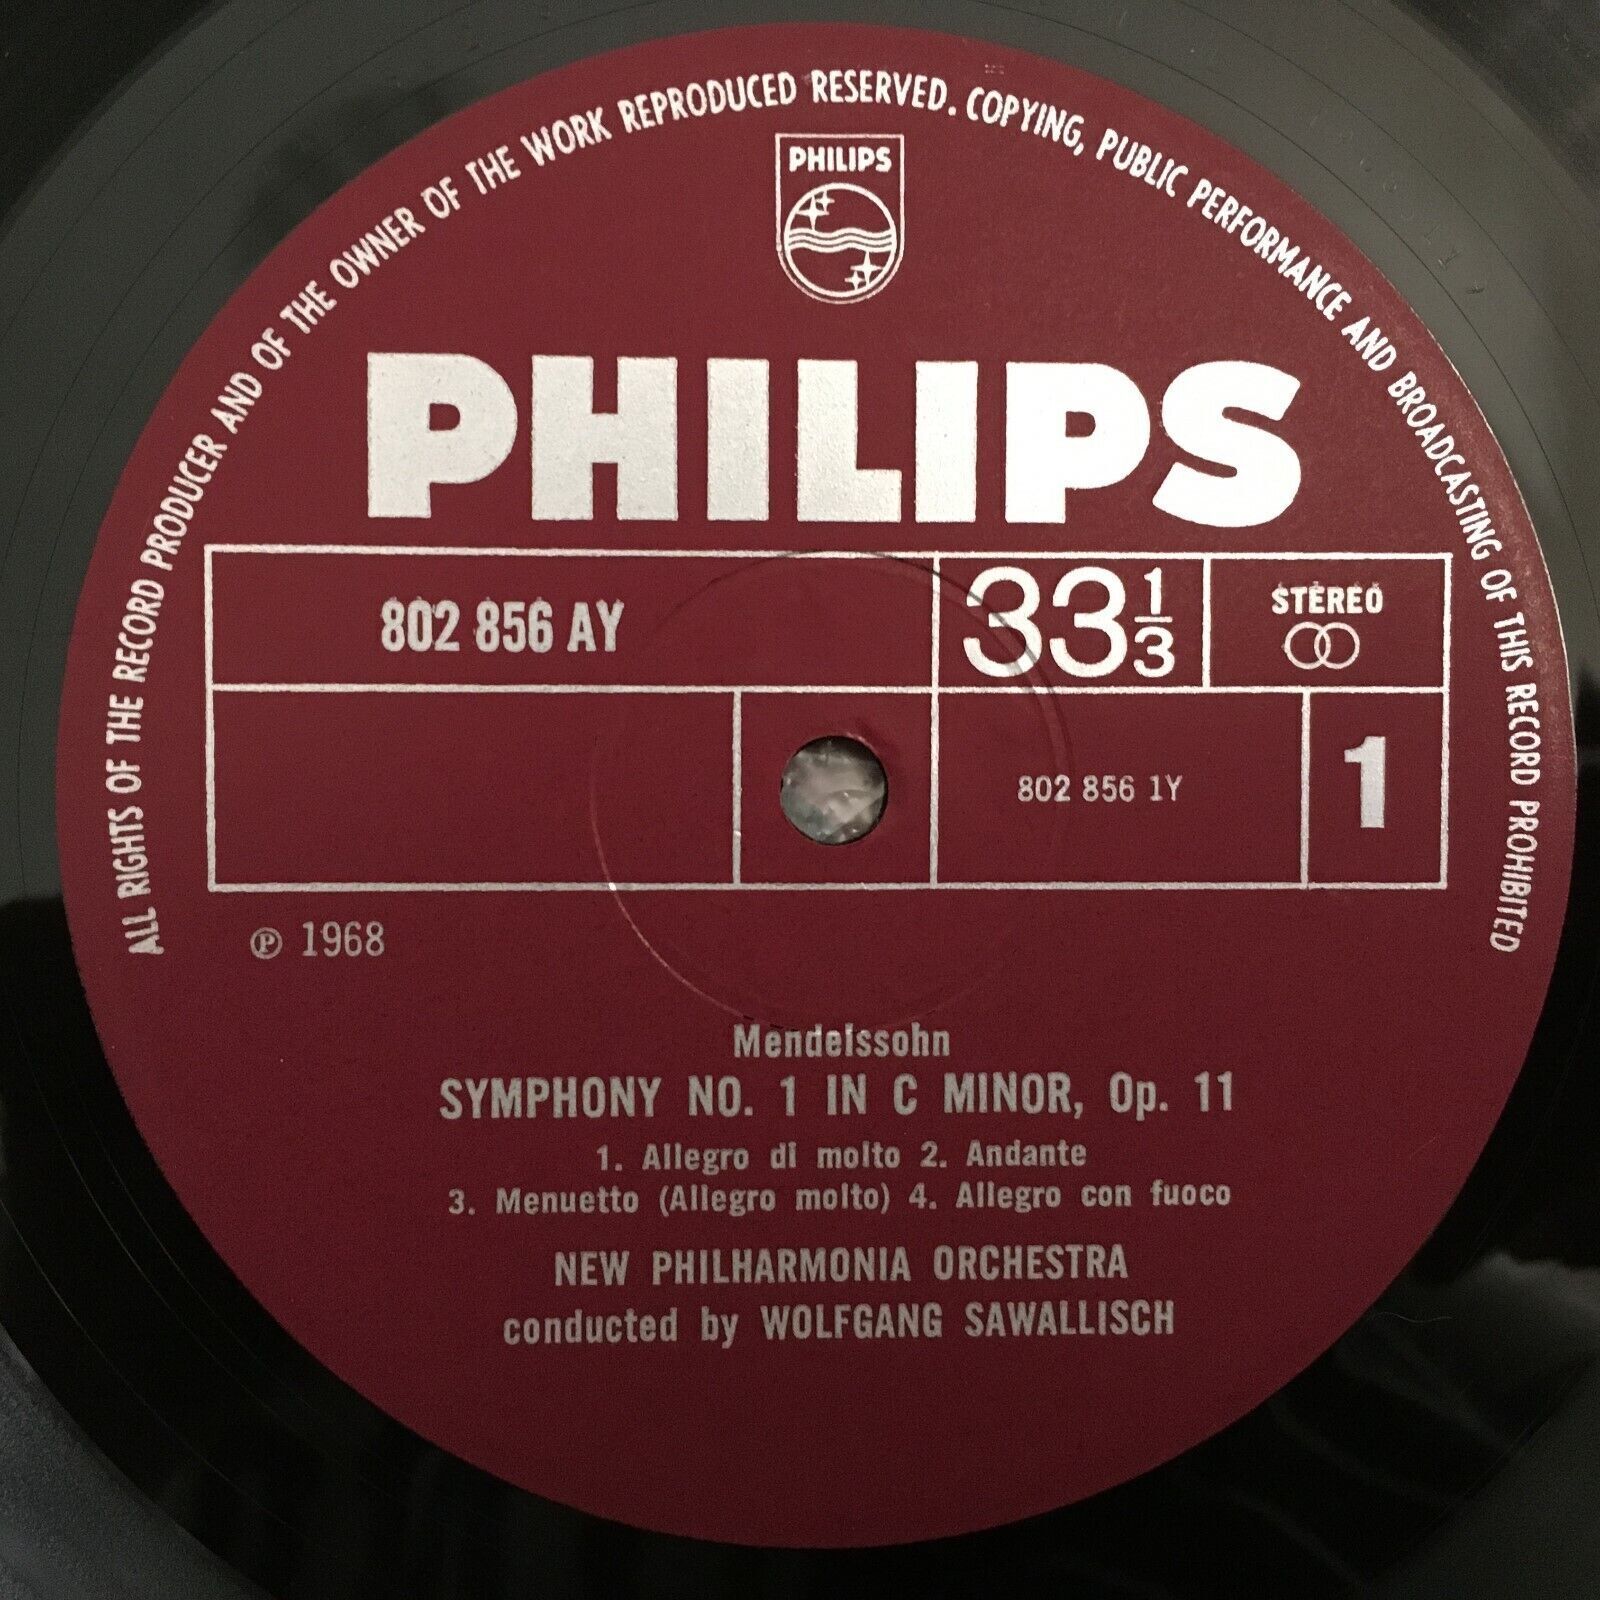 ALL RIGHTS OF THE RECORD PRODUCER AND OF THE OWNER OF THE WORK REPRODUCED RESERVED. COPYING, PUBLIC PERFORMANCE AND BROADCASTING OF THIS RECORD PROHIBITED
PHILIPS
PHILIPS
802 856 AY
33 1/3
STEREO
802 856 1Y
1
℗ 1968
Mendelssohn
SYMPHONY NO. 1 IN C MINOR, Op. 11
1. Allegro di molto 2. Andante
3. Menuetto (Allegro molto) 4. Allegro con fuoco
NEW PHILHARMONIA ORCHESTRA
conducted by WOLFGANG SAWALLISCH